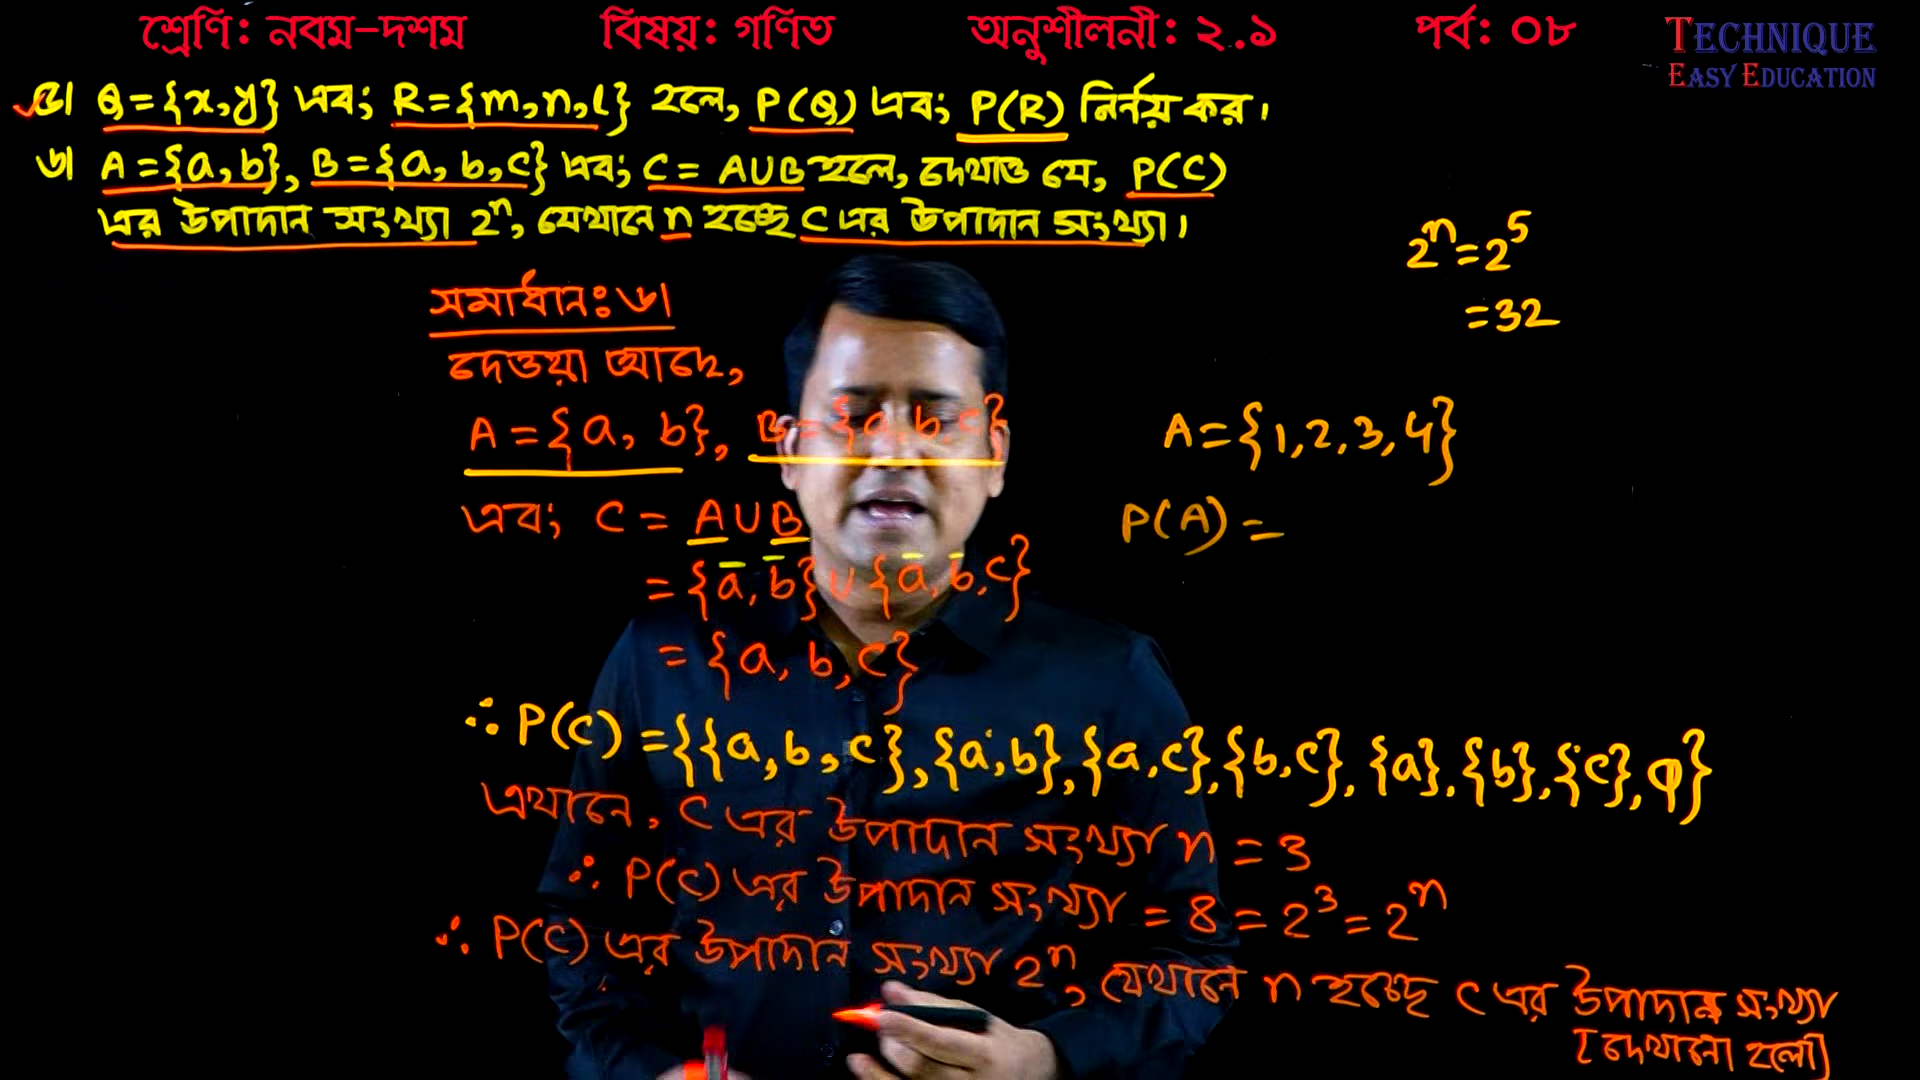 শ্রেণি: নবম-দশম বিষয়: গণিত অনুশীলনী: ২.১ পর্ব: ০৮
TECHNIQUE
EASY EDUCATION
৫। Q={x,y} এবং R={m,n,l} হলে, P(Q) এবং P(R) নির্ণয় কর।
৬। A={a,b}, B={a,b,c} এবং C = A∪B হলে, দেখাও যে, P(C)
এর উপাদান সংখ্যা 2ⁿ, যেখানে n হচ্ছে C এর উপাদান সংখ্যা।
2ⁿ=2⁵
=32
সমাধানঃ৬।
দেওয়া আছে,
A={a, b}, B={a,b,c}
এবং C = A∪B
={a,b}∪{a,b,c}
={a,b,c}
∴ P(C)={{a,b,c},{a,b},{a,c},{b,c},{a},{b},{c},φ}
এখানে, C এর উপাদান সংখ্যা n = 3
∴ P(C) এর উপাদান সংখ্যা = 8 = 2³ = 2ⁿ
∴ P(C) এর উপাদান সংখ্যা 2ⁿ, যেখানে n হচ্ছে C এর উপাদান সংখ্যা
[দেখানো হলো]
A={1,2,3,4}
P(A) =